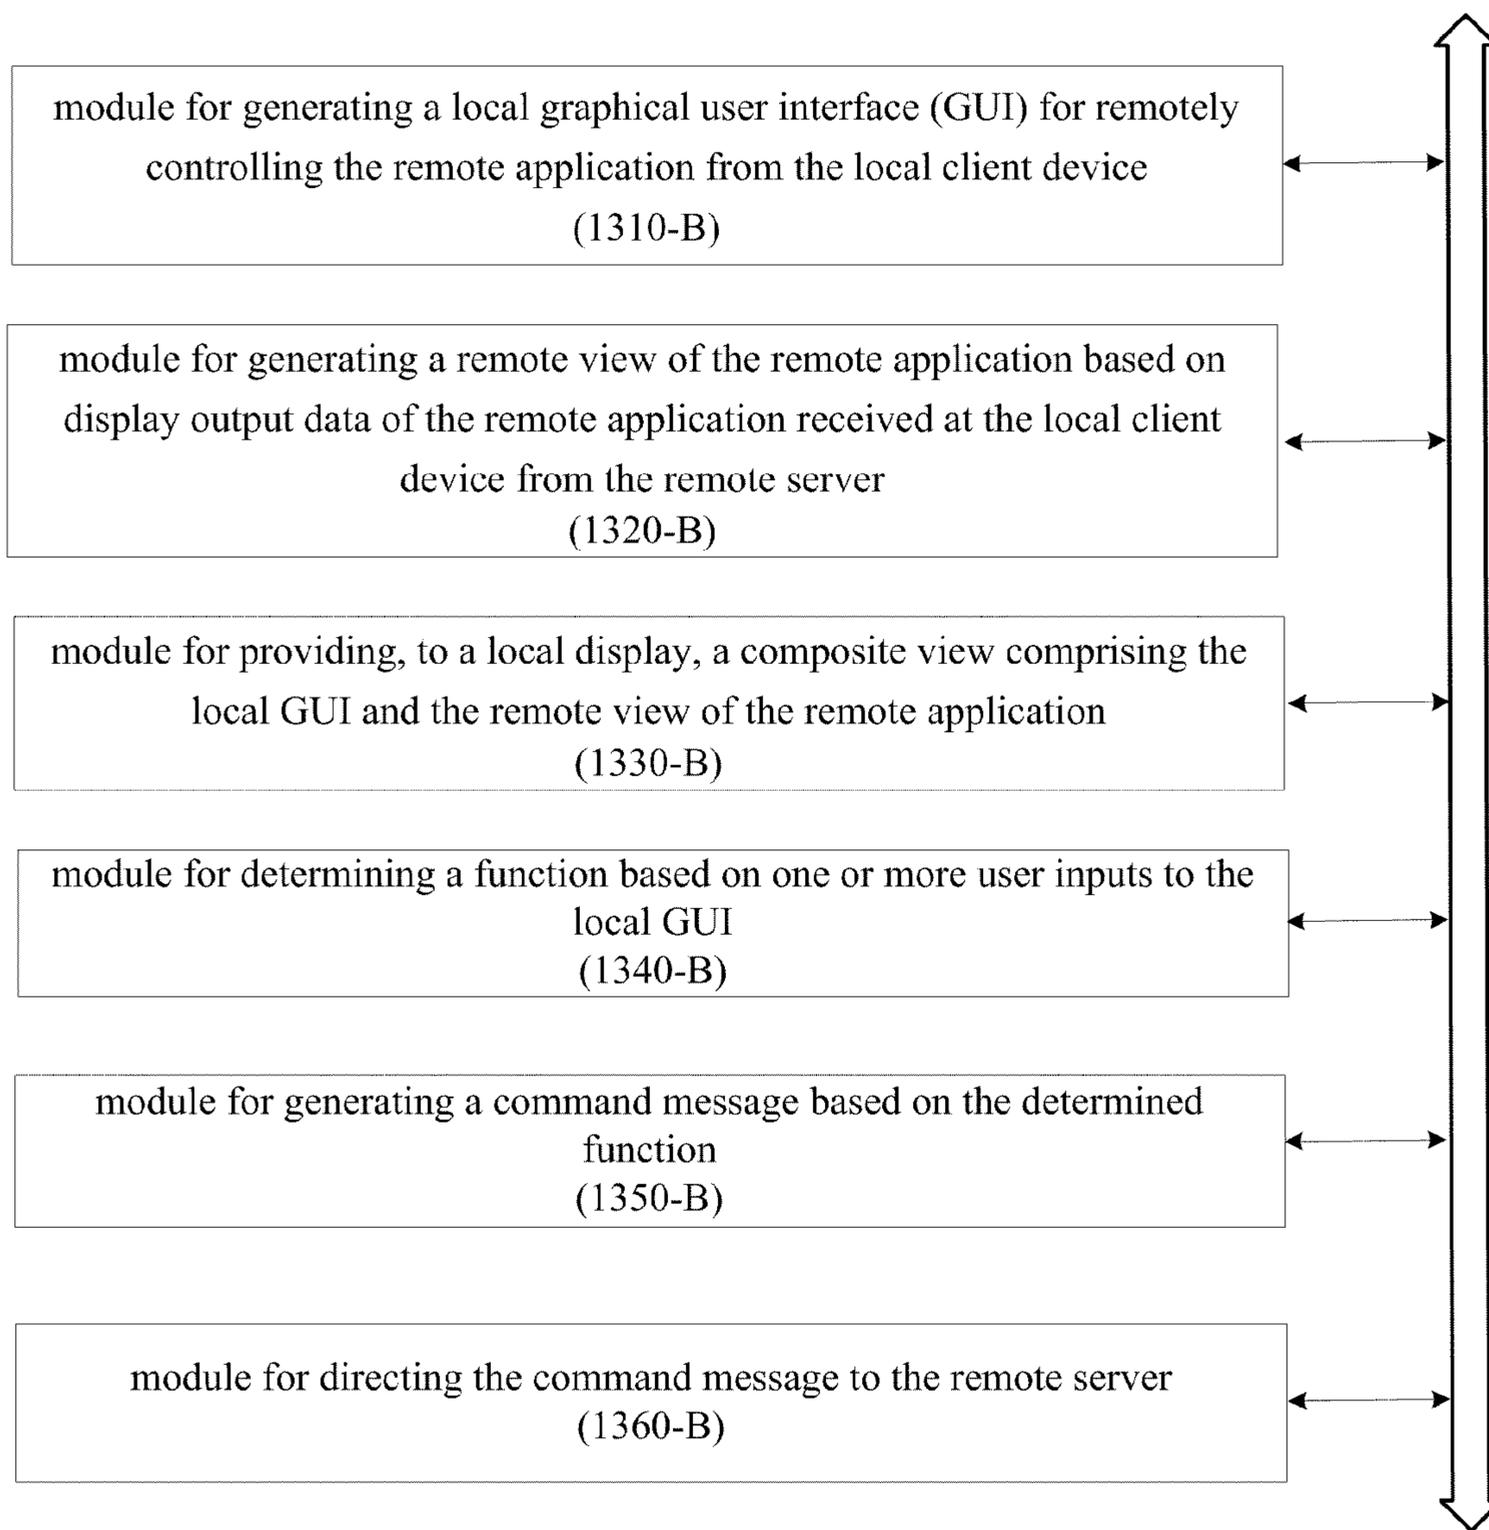 module for generating a local graphical user interface (GUI) for remotely
controlling the remote application from the local client device
(1310-B)
module for generating a remote view of the remote application based on
display output data of the remote application received at the local client
device from the remote server
(1320-B)
module for providing, to a local display, a composite view comprising the
local GUI and the remote view of the remote application
(1330-B)
module for determining a function based on one or more user inputs to the
local GUI
(1340-B)
module for generating a command message based on the determined
function
(1350-B)
module for directing the command message to the remote server
(1360-B)